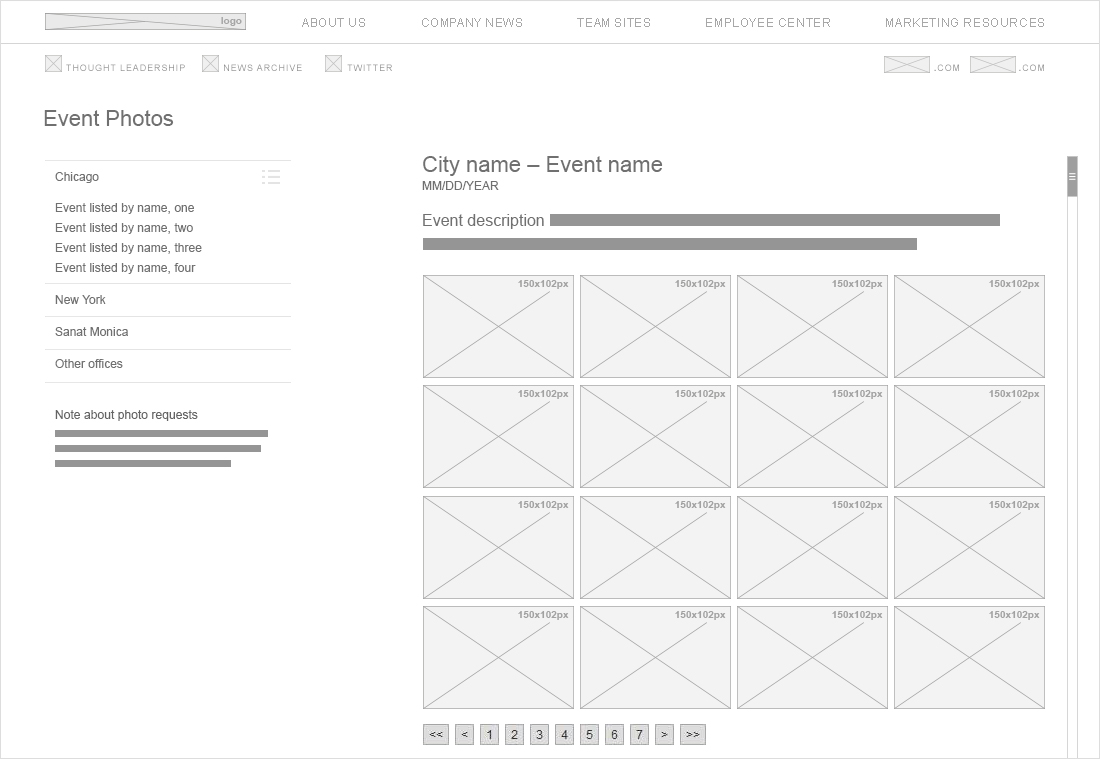 logo ABOUT US COMPANY NEWS TEAM SITES EMPLOYEE CENTER MARKETING RESOURCES
THOUGHT LEADERSHIP NEWS ARCHIVE TWITTER .COM .COM
Event Photos
Chicago
Event listed by name, one
Event listed by name, two
Event listed by name, three
Event listed by name, four
New York
Sanat Monica
Other offices
Note about photo requests
City name – Event name
MM/DD/YEAR
Event description
150x102px 150x102px 150x102px 150x102px
150x102px 150x102px 150x102px 150x102px
150x102px 150x102px 150x102px 150x102px
150x102px 150x102px 150x102px 150x102px
<< < 1 2 3 4 5 6 7 > >>